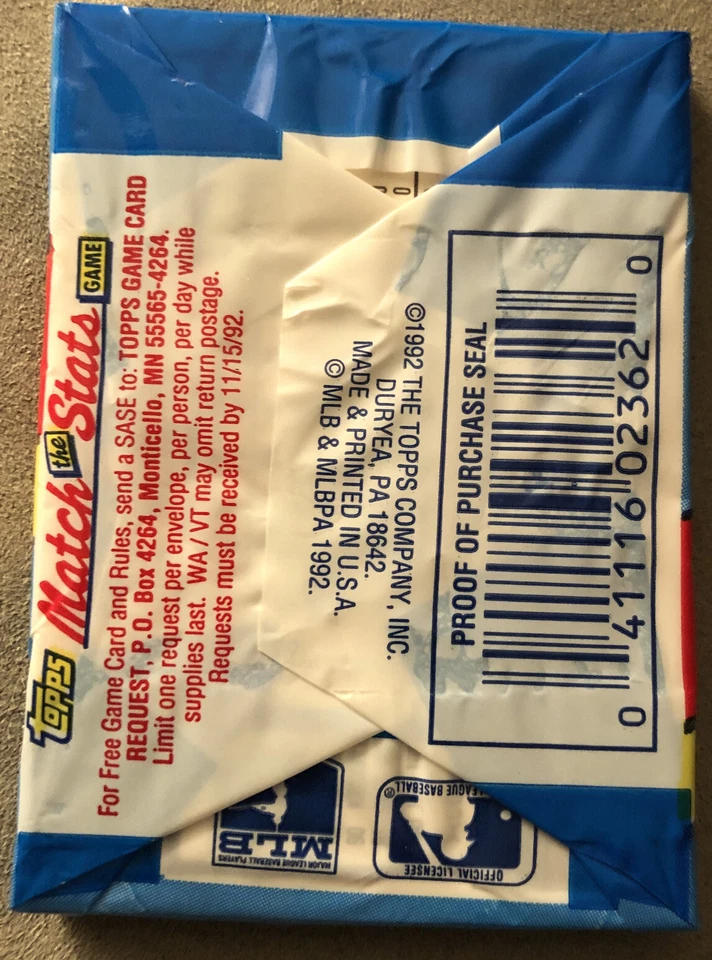 TOPPS Match the Stats GAME
For Free Game Card and Rules, send a SASE to: TOPPS GAME CARD
REQUEST, P.O. Box 4264, Monticello, MN 55565-4264.
Limit one request per envelope, per person, per day while
supplies last. WA / VT may omit return postage.
Requests must be received by 11/15/92.
©1992 THE TOPPS COMPANY, INC.
DURYEA, PA 18642.
MADE & PRINTED IN U.S.A.
© MLB & MLBPA 1992.
PROOF OF PURCHASE SEAL
0 41116 02362 0
MLB
MAJOR LEAGUE BASEBALL PLAYERS
OFFICIAL LICENSEE
LEAGUE BASEBALL®